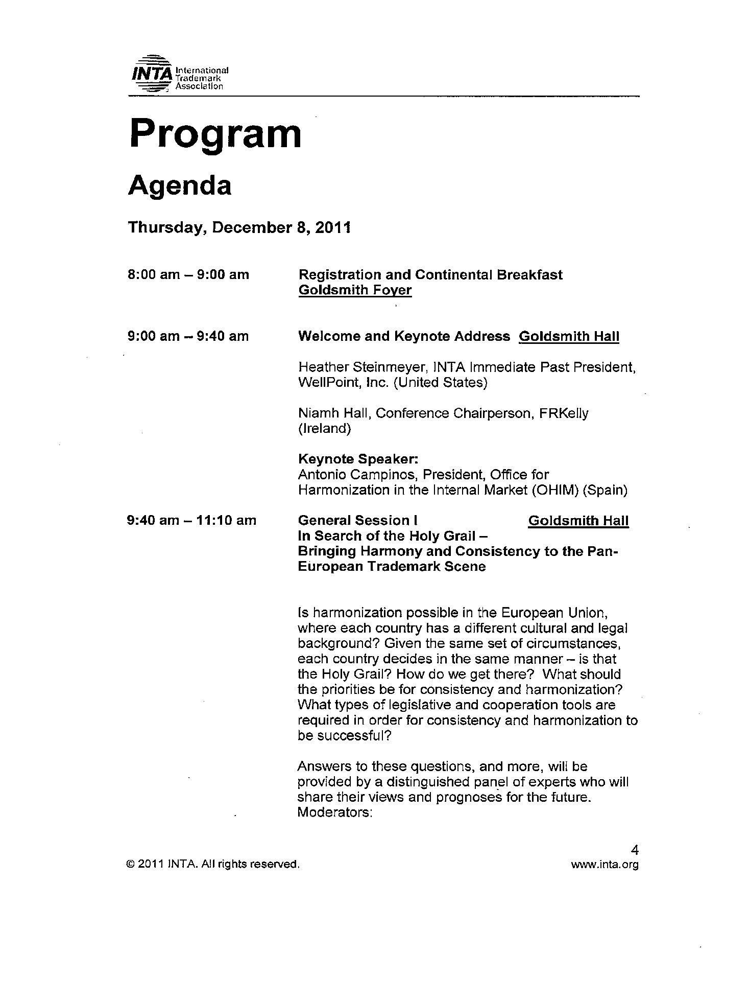 INTA International
Trademark
Association
Program
Agenda
Thursday, December 8, 2011
8:00 am – 9:00 am Registration and Continental Breakfast
Goldsmith Foyer
9:00 am – 9:40 am Welcome and Keynote Address Goldsmith Hall
Heather Steinmeyer, INTA Immediate Past President,
WellPoint, Inc. (United States)
Niamh Hall, Conference Chairperson, FRKelly
(Ireland)
Keynote Speaker:
Antonio Campinos, President, Office for
Harmonization in the Internal Market (OHIM) (Spain)
9:40 am – 11:10 am General Session I Goldsmith Hall
In Search of the Holy Grail –
Bringing Harmony and Consistency to the Pan-
European Trademark Scene
Is harmonization possible in the European Union,
where each country has a different cultural and legal
background? Given the same set of circumstances,
each country decides in the same manner – is that
the Holy Grail? How do we get there? What should
the priorities be for consistency and harmonization?
What types of legislative and cooperation tools are
required in order for consistency and harmonization to
be successful?
Answers to these questions, and more, will be
provided by a distinguished panel of experts who will
share their views and prognoses for the future.
Moderators:
4
© 2011 INTA. All rights reserved. www.inta.org